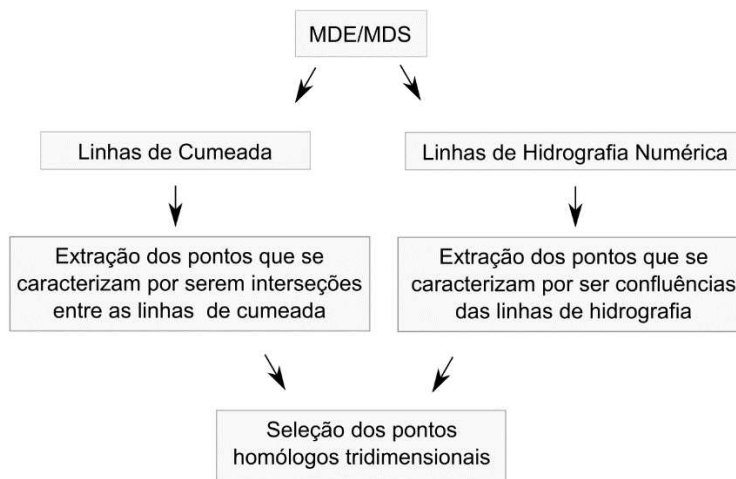 MDE/MDS
Linhas de Cumeada
Linhas de Hidrografia Numérica
Extração dos pontos que se
caracterizam por serem interseções
entre as linhas de cumeada
Extração dos pontos que se
caracterizam por ser confluências
das linhas de hidrografia
Seleção dos pontos
homólogos tridimensionais